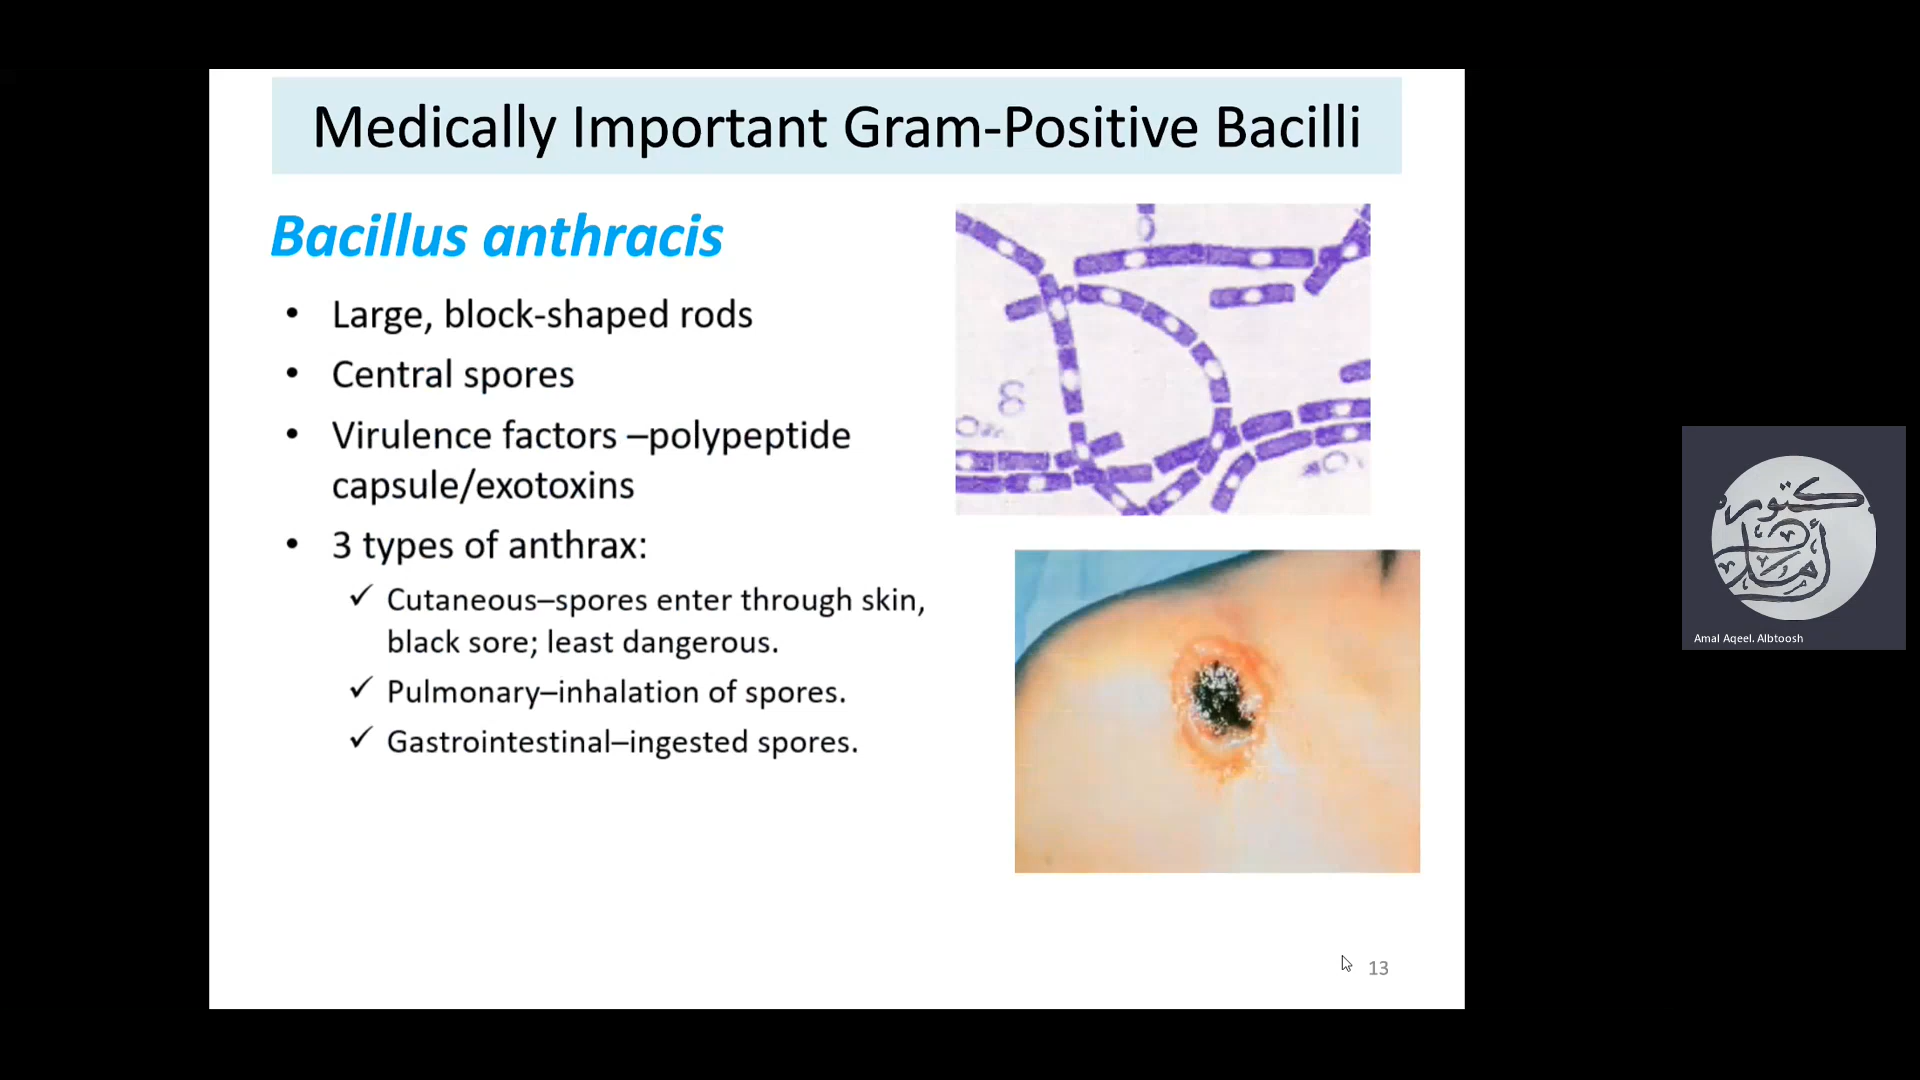 Medically Important Gram-Positive Bacilli
Bacillus anthracis
• Large, block-shaped rods
• Central spores
• Virulence factors –polypeptide
capsule/exotoxins
• 3 types of anthrax:
✓ Cutaneous–spores enter through skin,
black sore; least dangerous.
✓ Pulmonary–inhalation of spores.
✓ Gastrointestinal–ingested spores.
13
دكتورة
أمل
Amal Aqeel. Albtoosh